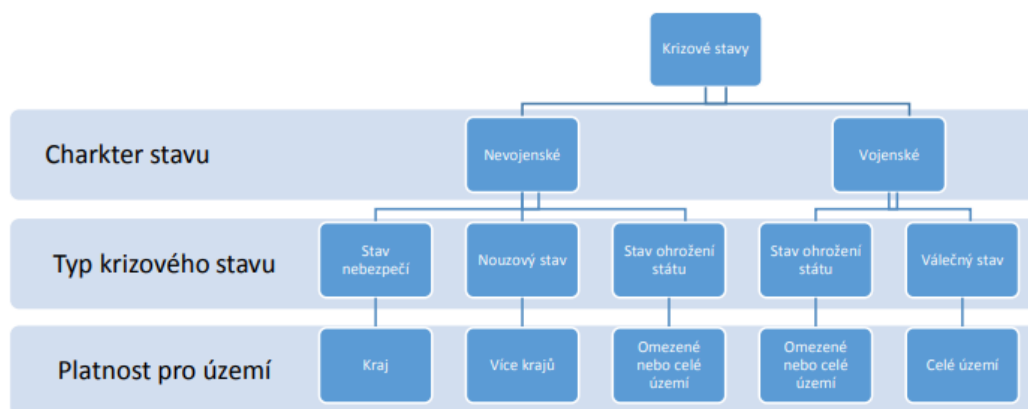 Krizové stavy
Charkter stavu
Nevojenské
Vojenské
Typ krizového stavu
Stav
nebezpečí
Nouzový stav
Stav ohrožení
státu
Stav ohrožení
státu
Válečný stav
Platnost pro území
Kraj
Více krajů
Omezené
nebo celé
území
Omezené
nebo celé
území
Celé území